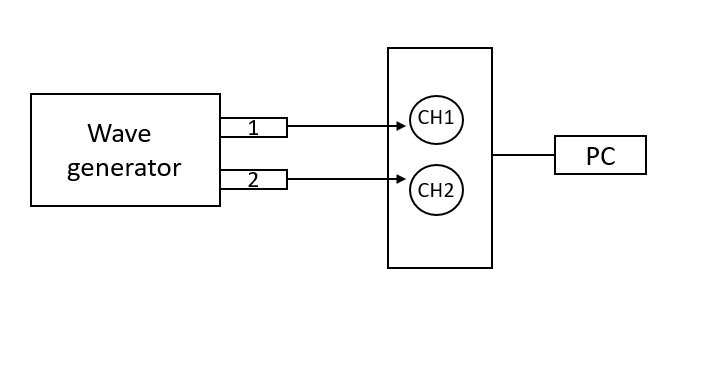 Wave
generator
1
2
CH1
CH2
PC